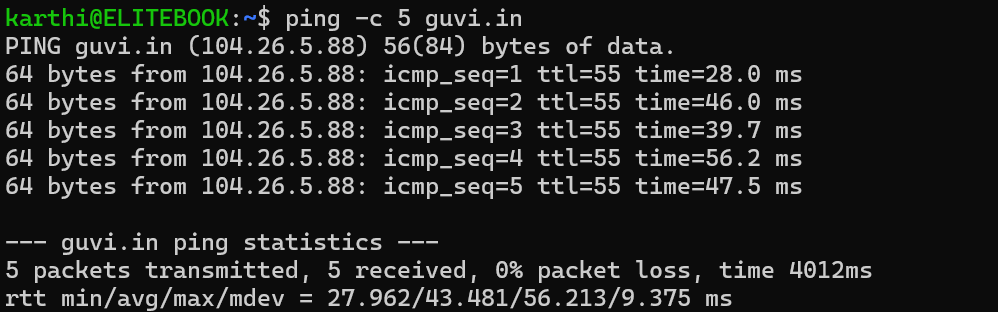 karthi@ELITEBOOK:~$ ping -c 5 guvi.in
PING guvi.in (104.26.5.88) 56(84) bytes of data.
64 bytes from 104.26.5.88: icmp_seq=1 ttl=55 time=28.0 ms
64 bytes from 104.26.5.88: icmp_seq=2 ttl=55 time=46.0 ms
64 bytes from 104.26.5.88: icmp_seq=3 ttl=55 time=39.7 ms
64 bytes from 104.26.5.88: icmp_seq=4 ttl=55 time=56.2 ms
64 bytes from 104.26.5.88: icmp_seq=5 ttl=55 time=47.5 ms

--- guvi.in ping statistics ---
5 packets transmitted, 5 received, 0% packet loss, time 4012ms
rtt min/avg/max/mdev = 27.962/43.481/56.213/9.375 ms